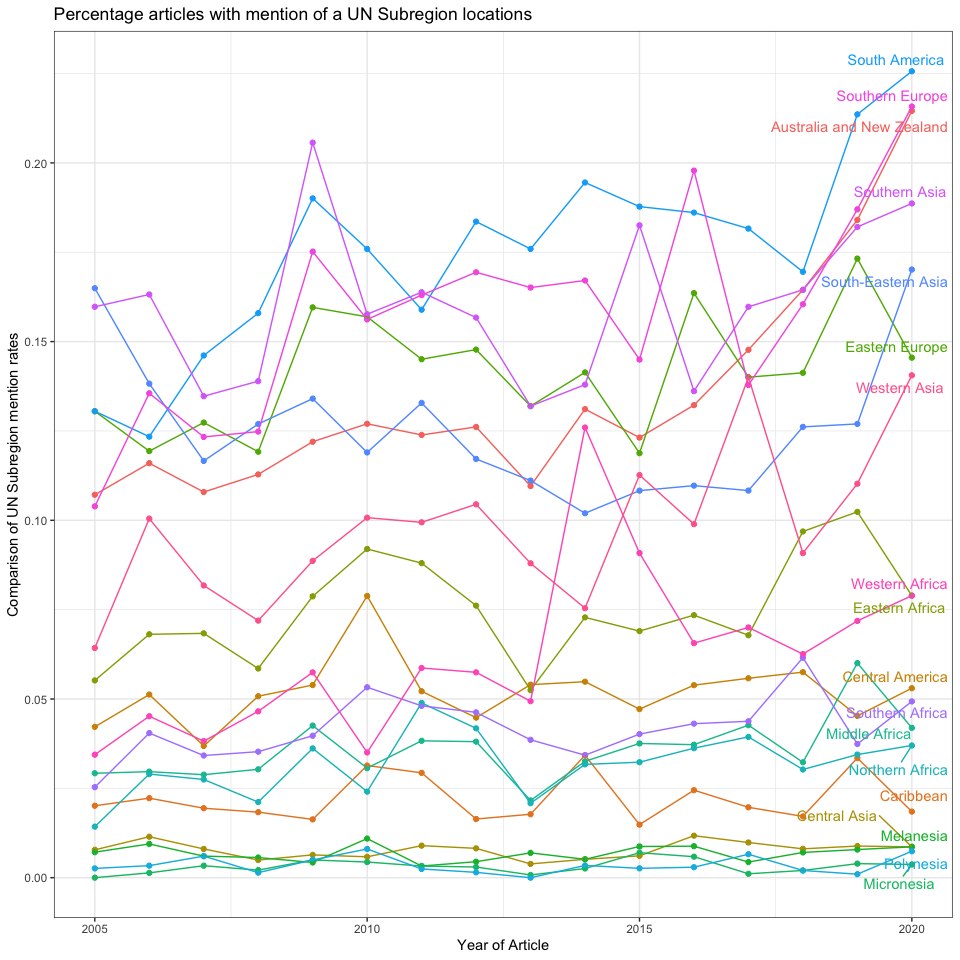 Percentage articles with mention of a UN Subregion locations
South America
Southern Europe
Australia and New Zealand
0.20
Southern Asia
South-Eastern Asia
Eastern Europe
0.15
Western Asia
Comparison of UN Subregion mention rates
0.10
Western Africa
Eastern Africa
Central America
0.05
Southern Africa
Middle Africa
Northern Africa
Caribbean
Central Asia
Melanesia
Polynesia
0.00
Micronesia
2005
2010
2015
2020
Year of Article